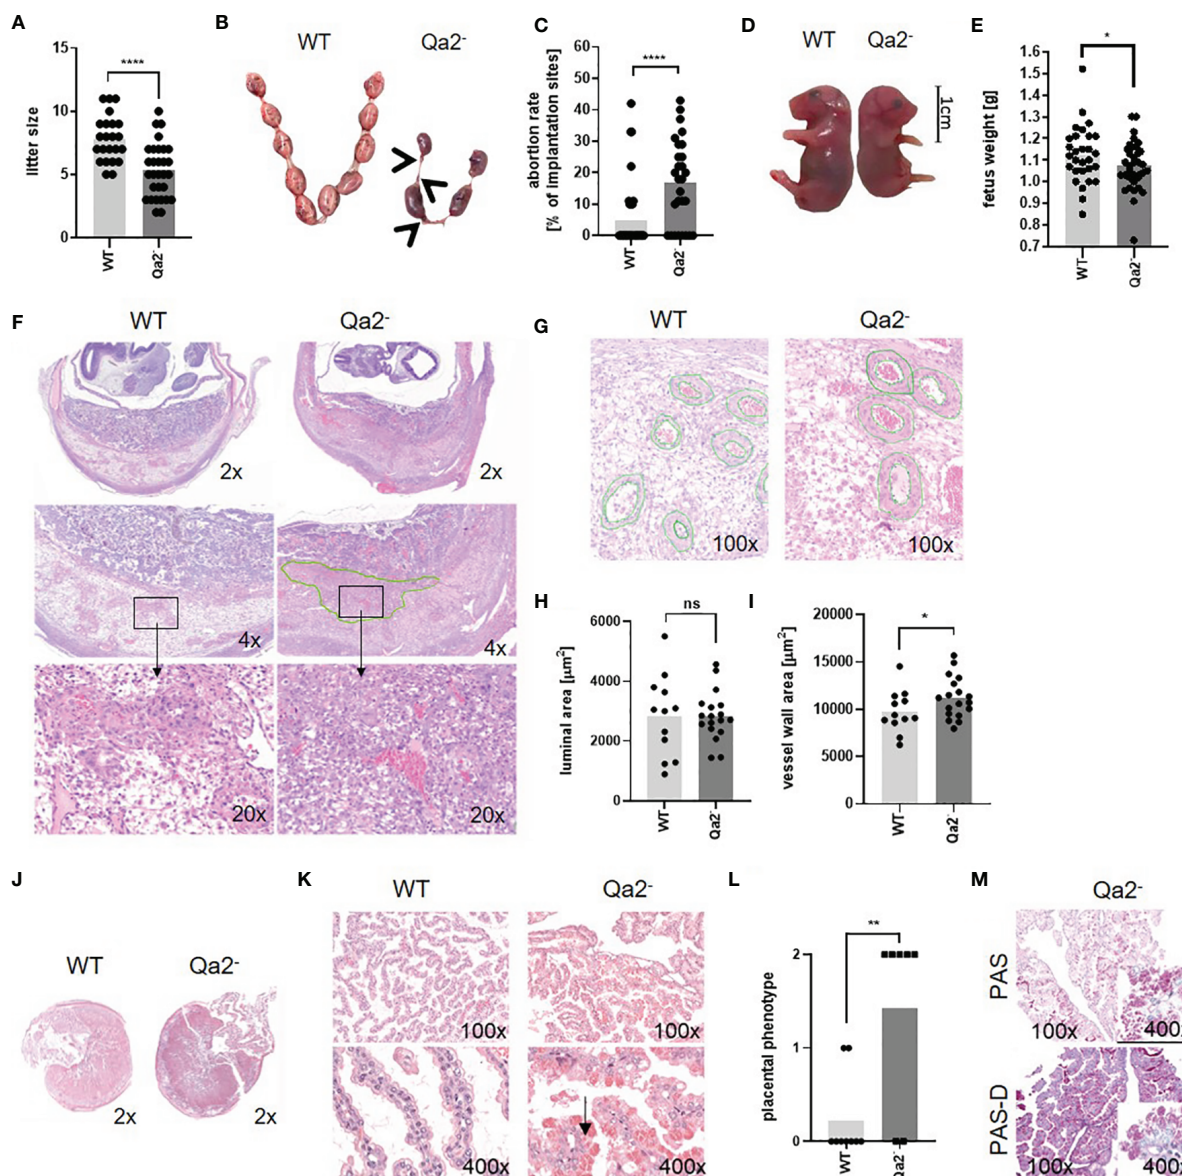 A
litter size
15
10
5
0
****
WT
Qa2-
B
WT
Qa2-
C
abortion rate
[% of implantation sites]
60
50
40
30
20
10
0
****
WT
Qa2-
D
WT
Qa2-
1cm
E
fetus weight [g]
1.6
1.5
1.4
1.3
1.2
1.1
1.0
0.9
0.8
0.7
*
WT
Qa2-
F
WT
Qa2-
2x
2x
4x
4x
20x
20x
G
WT
Qa2-
100x
100x
H
luminal area [µm²]
6000
4000
2000
0
ns
WT
Qa2-
I
vessel wall area [µm²]
20000
15000
10000
5000
0
*
WT
Qa2-
J
WT
Qa2-
2x
2x
K
WT
Qa2-
100x
100x
400x
400x
L
placental phenotype
2
1
0
**
WT
Qa2-
M
Qa2-
PAS
100x
400x
PAS-D
100x
400x